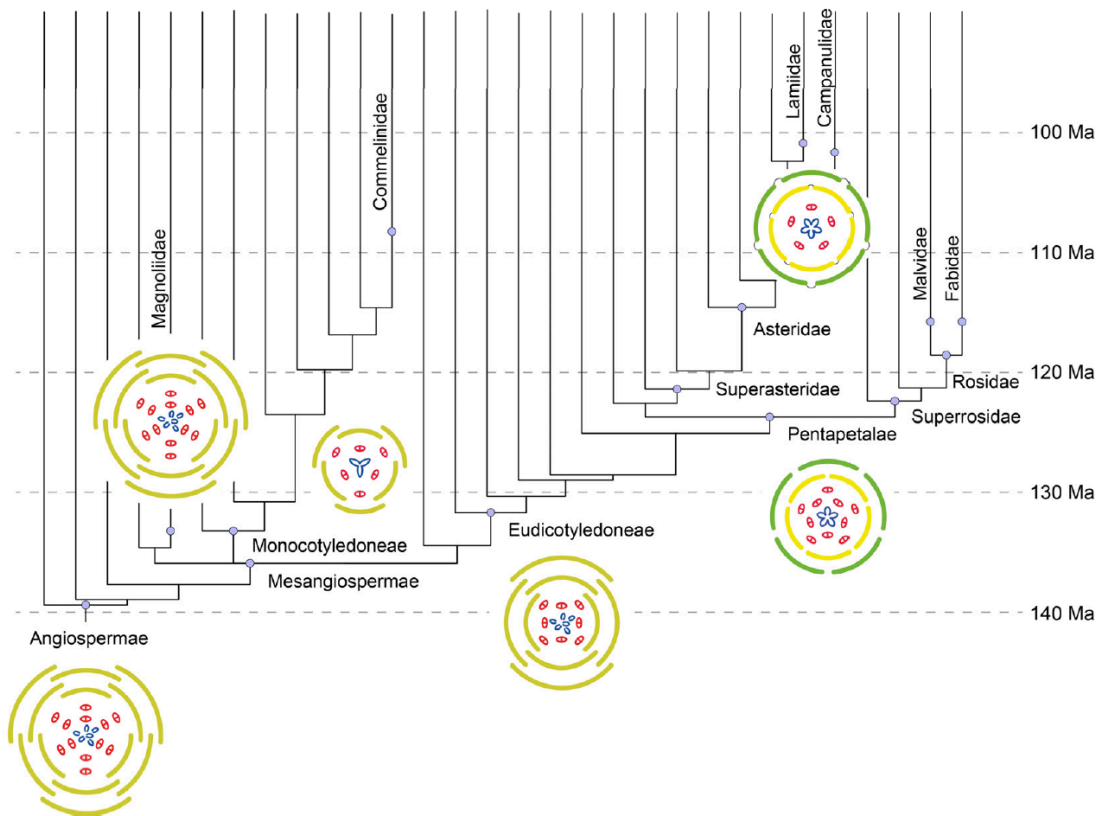 Lamiidae
Campanulidae
100 Ma
Commelinidae
Magnoliidae
110 Ma
Malvidae
Fabidae
Asteridae
120 Ma
Superasteridae
Rosidae
Superrosidae
Pentapetalae
130 Ma
Eudicotyledoneae
Monocotyledoneae
Mesangiospermae
140 Ma
Angiospermae